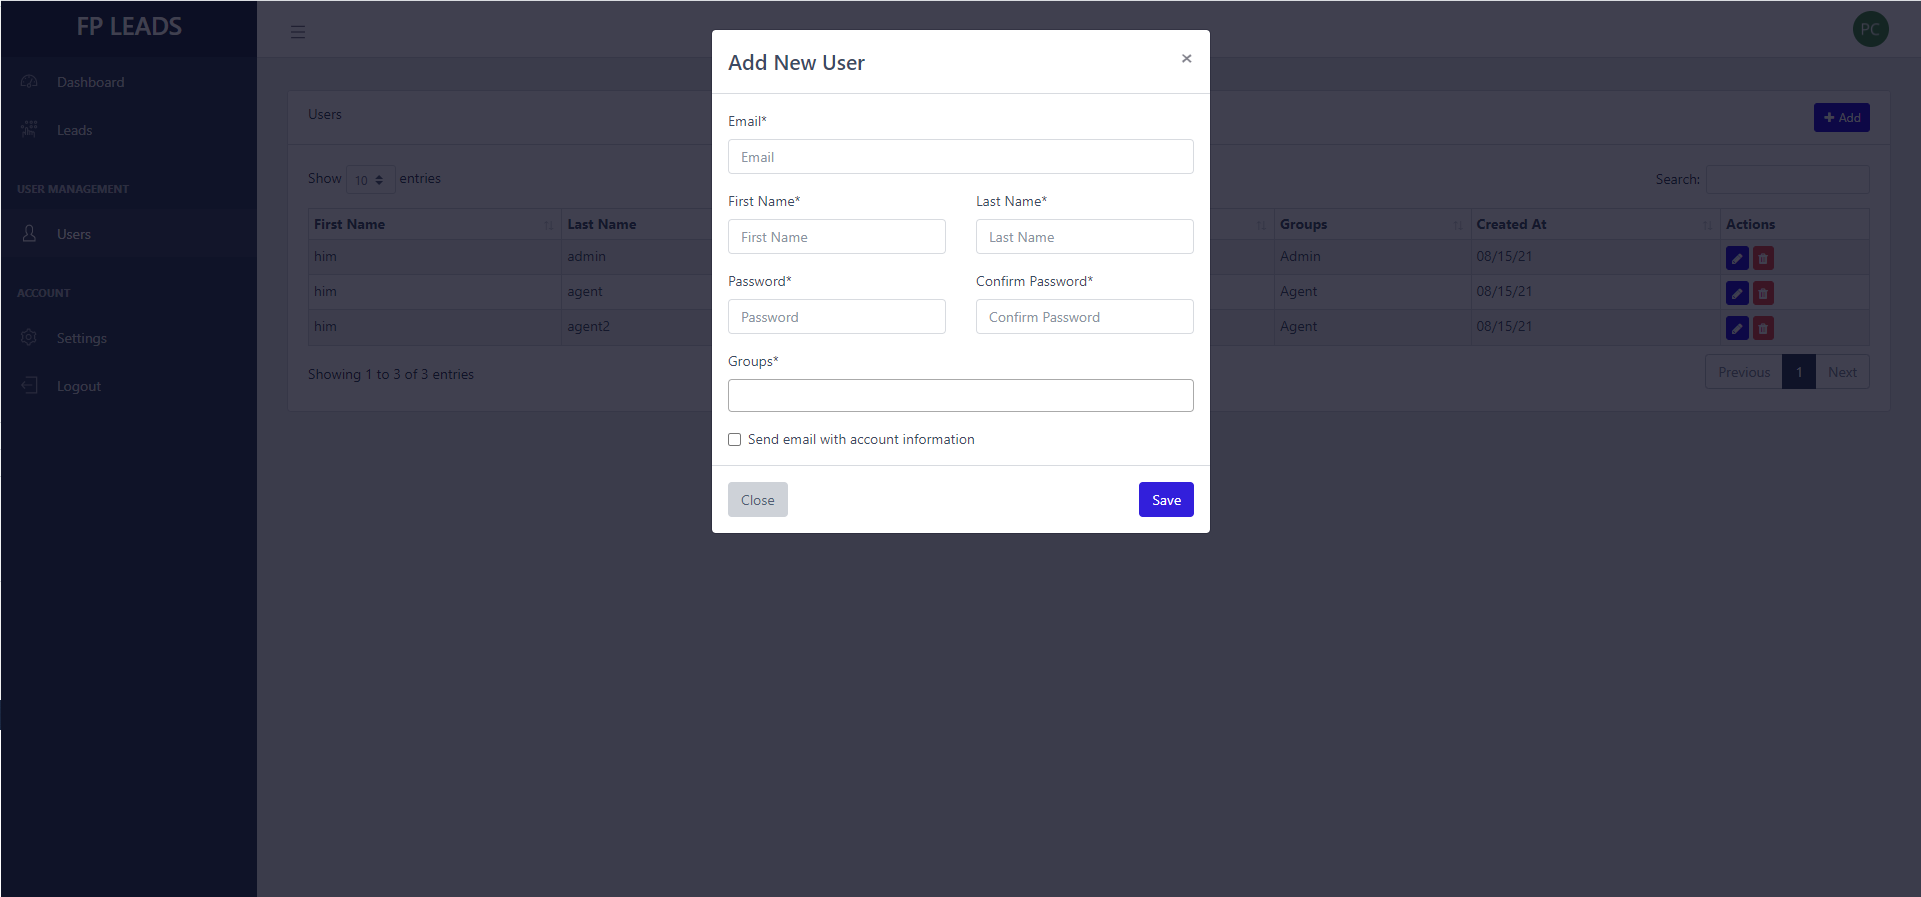 FP LEADS
PC
Dashboard
Leads
USER MANAGEMENT
Users
ACCOUNT
Settings
Logout
Users
+ Add
Show 10 entries
Search:
First Name Last Name Groups Created At Actions
him admin Admin 08/15/21
him agent Agent 08/15/21
him agent2 Agent 08/15/21
Showing 1 to 3 of 3 entries
Previous 1 Next
Add New User ×
Email*
Email
First Name* Last Name*
First Name Last Name
Password* Confirm Password*
Password Confirm Password
Groups*
Send email with account information
Close Save